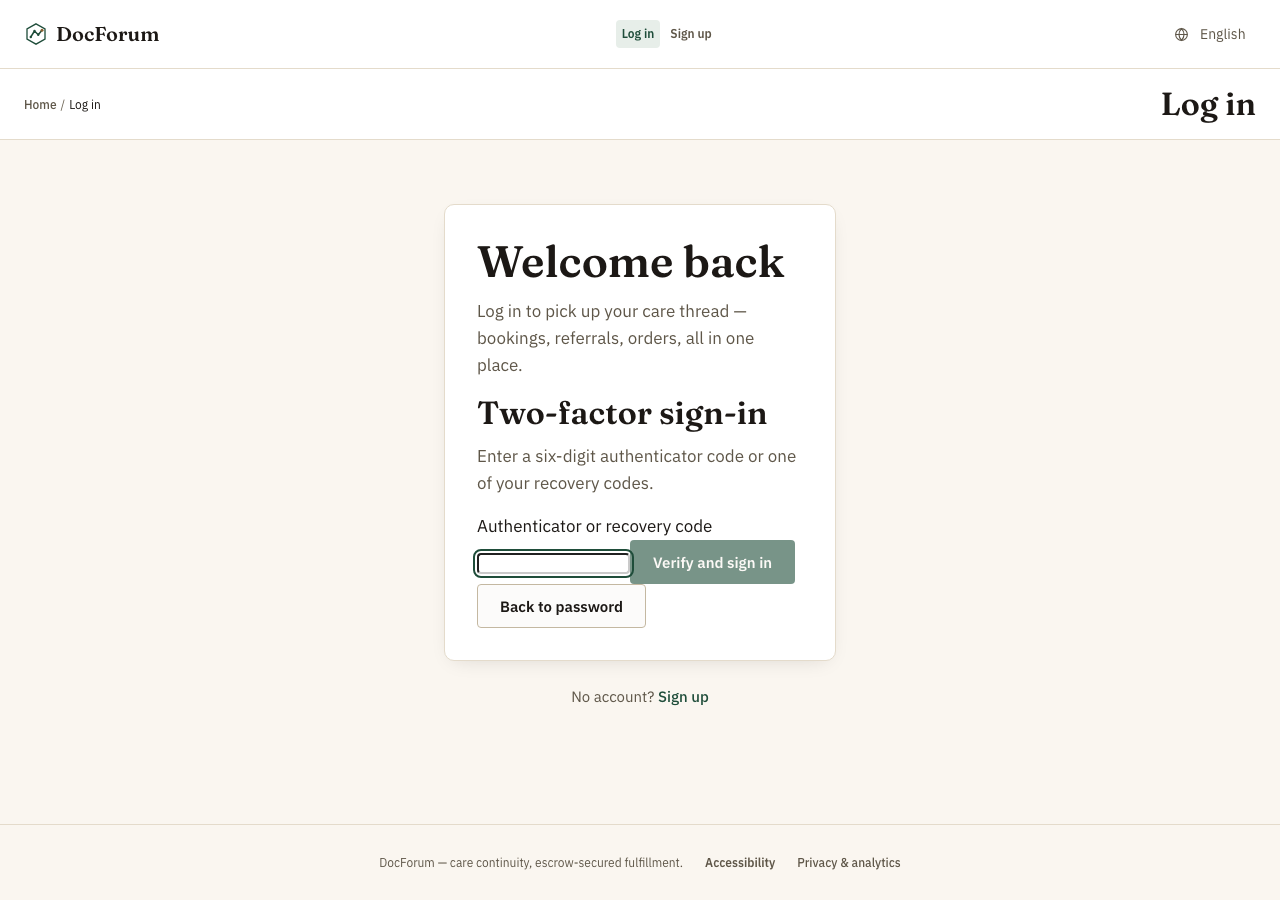 DocForum
Log in
Sign up
English
Home / Log in
Log in
Welcome back
Log in to pick up your care thread —
bookings, referrals, orders, all in one
place.
Two-factor sign-in
Enter a six-digit authenticator code or one
of your recovery codes.
Authenticator or recovery code
Verify and sign in
Back to password
No account? Sign up
DocForum — care continuity, escrow-secured fulfillment.
Accessibility
Privacy & analytics